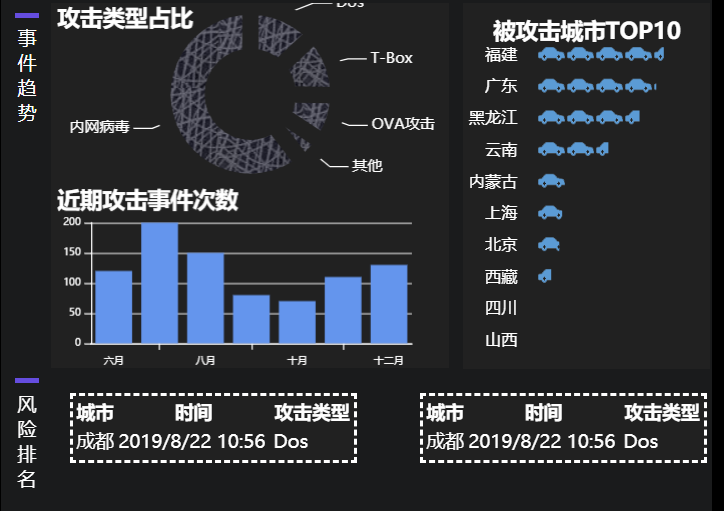 事件趋势
攻击类型占比
Dos
T-Box
OVA攻击
其他
内网病毒
近期攻击事件次数
200
150
100
50
0
六月 八月 十月 十二月
被攻击城市TOP10
福建
广东
黑龙江
云南
内蒙古
上海
北京
西藏
四川
山西
风险排名
城市 时间 攻击类型
成都 2019/8/22 10:56 Dos
城市 时间 攻击类型
成都 2019/8/22 10:56 Dos